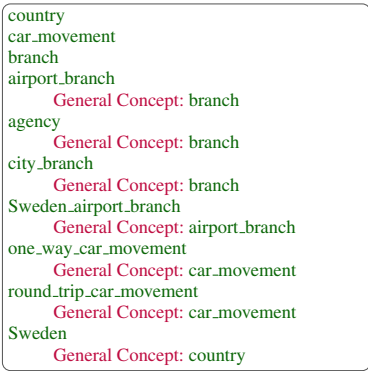 country
car_movement
branch
airport_branch
General Concept: branch
agency
General Concept: branch
city_branch
General Concept: branch
Sweden_airport_branch
General Concept: airport_branch
one_way_car_movement
General Concept: car_movement
round_trip_car_movement
General Concept: car_movement
Sweden
General Concept: country